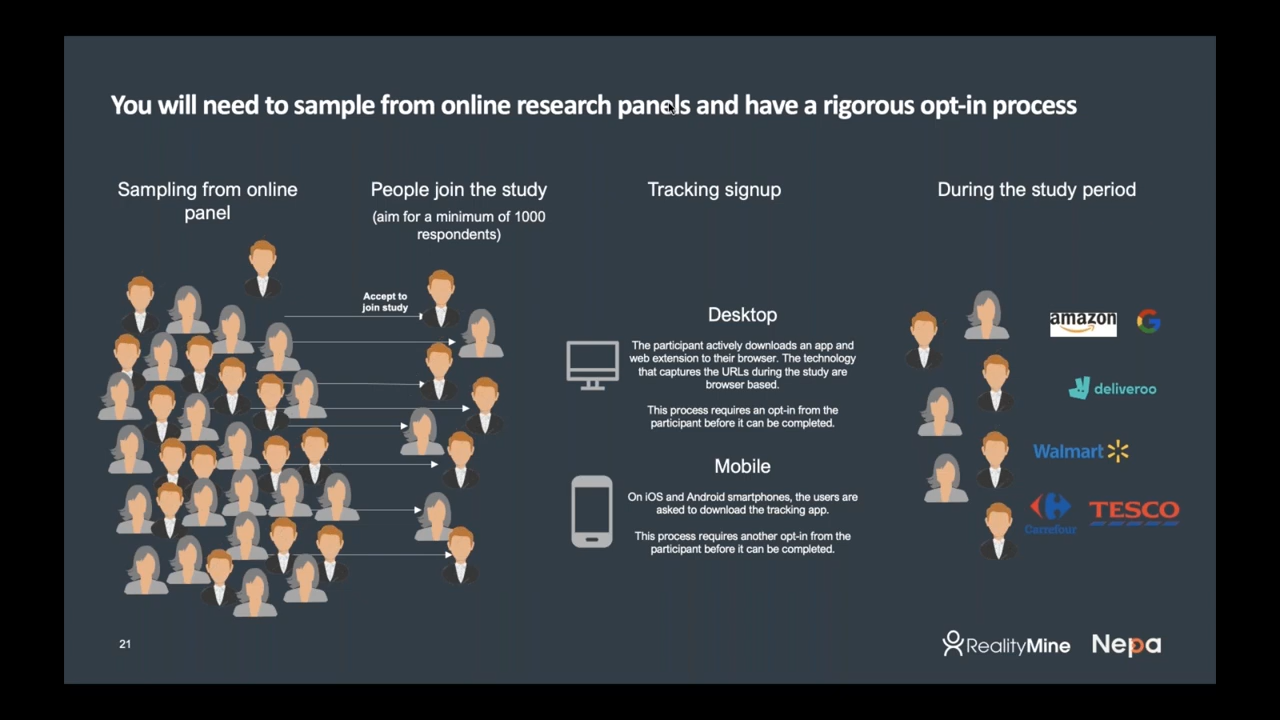 You will need to sample from online research panels and have a rigorous opt-in process
Sampling from online
panel
People join the study
(aim for a minimum of 1000
respondents)
Accept to
join study
Tracking signup
Desktop
The participant actively downloads an app and
web extension to their browser. The technology
that captures the URLs during the study are
browser based.
This process requires an opt-in from the
participant before it can be completed.
Mobile
On iOS and Android smartphones, the users are
asked to download the tracking app.
This process requires another opt-in from the
participant before it can be completed.
During the study period
amazon
G
deliveroo
Walmart
Carrefour
TESCO
21
RealityMine
Nepa